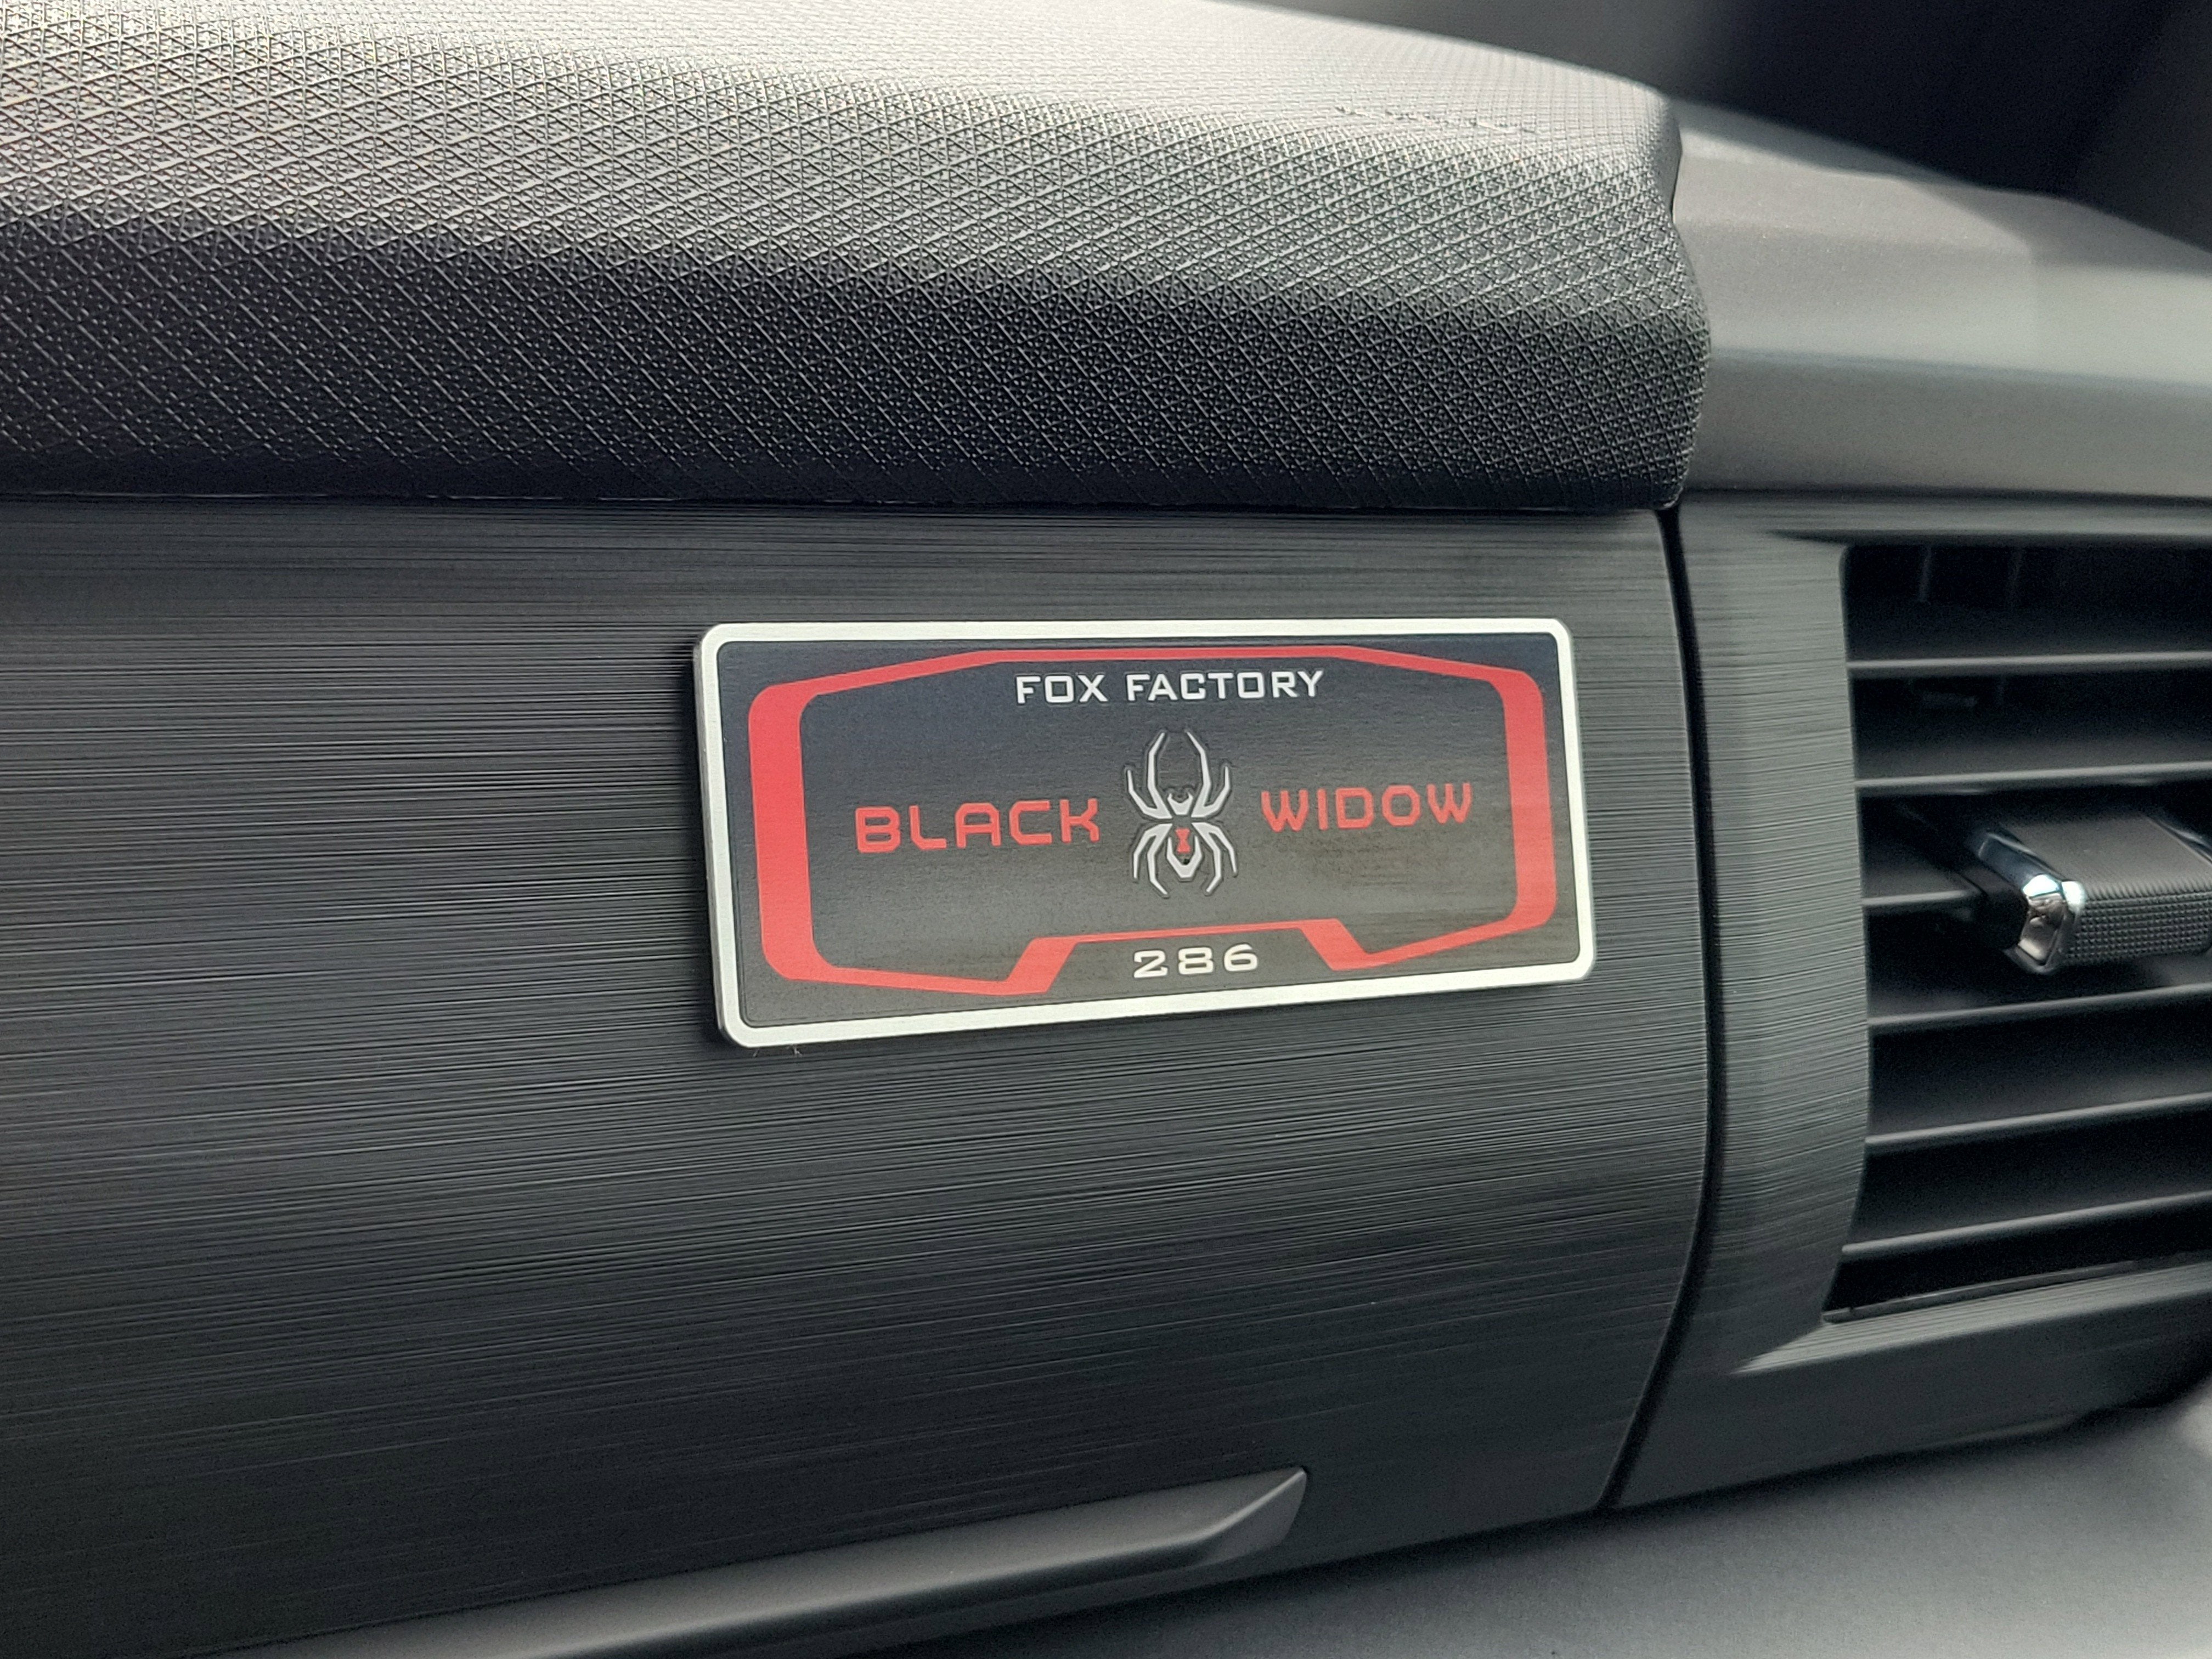 FOX FACTORY
BLACK WIDOW
286